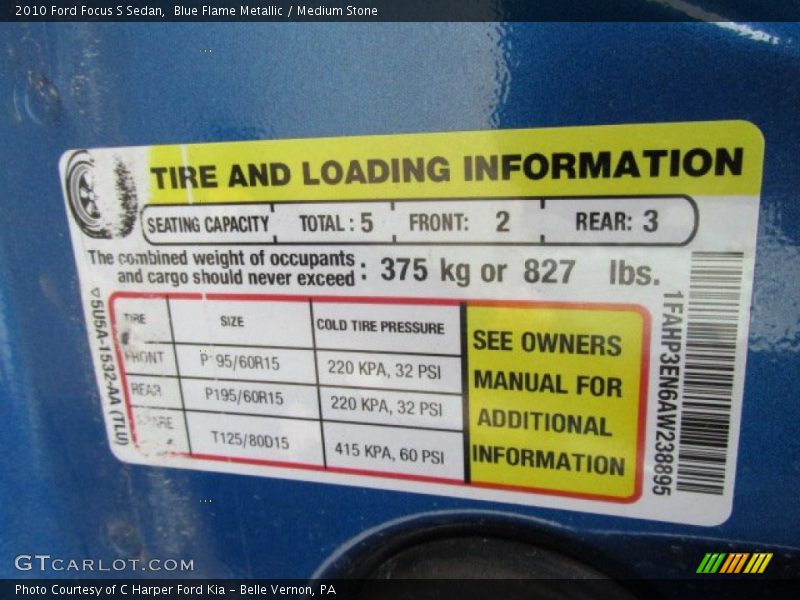 2010 Ford Focus S Sedan,  Blue Flame Metallic / Medium Stone
TIRE AND LOADING INFORMATION
SEATING CAPACITY TOTAL : 5 FRONT: 2 REAR: 3
The combined weight of occupants
and cargo should never exceed : 375 kg or 827 lbs.
TIRE SIZE COLD TIRE PRESSURE
FRONT P195/60R15 220 KPA, 32 PSI
REAR P195/60R15 220 KPA, 32 PSI
SPARE T125/80D15 415 KPA, 60 PSI
SEE OWNERS
MANUAL FOR
ADDITIONAL
INFORMATION
5U5A-1532-AA (TLU)
1FAHP3EN6AW238895
GTCARLOT.COM
Photo Courtesy of C Harper Ford Kia - Belle Vernon, PA